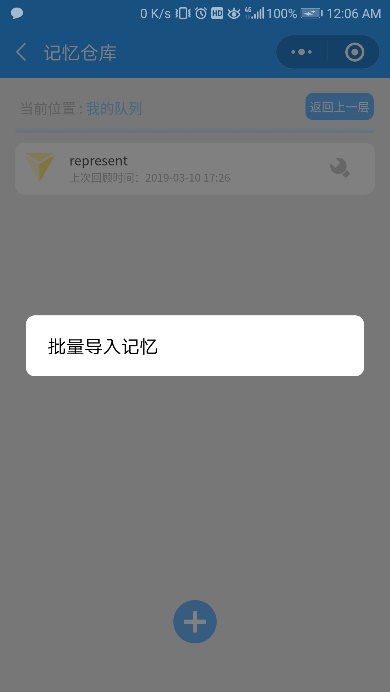 0 K/s HD 4G 100% 12:06 AM
记忆仓库
当前位置 : 我的队列
返回上一层
represent
上次回顾时间：2019-03-10 17:26
批量导入记忆